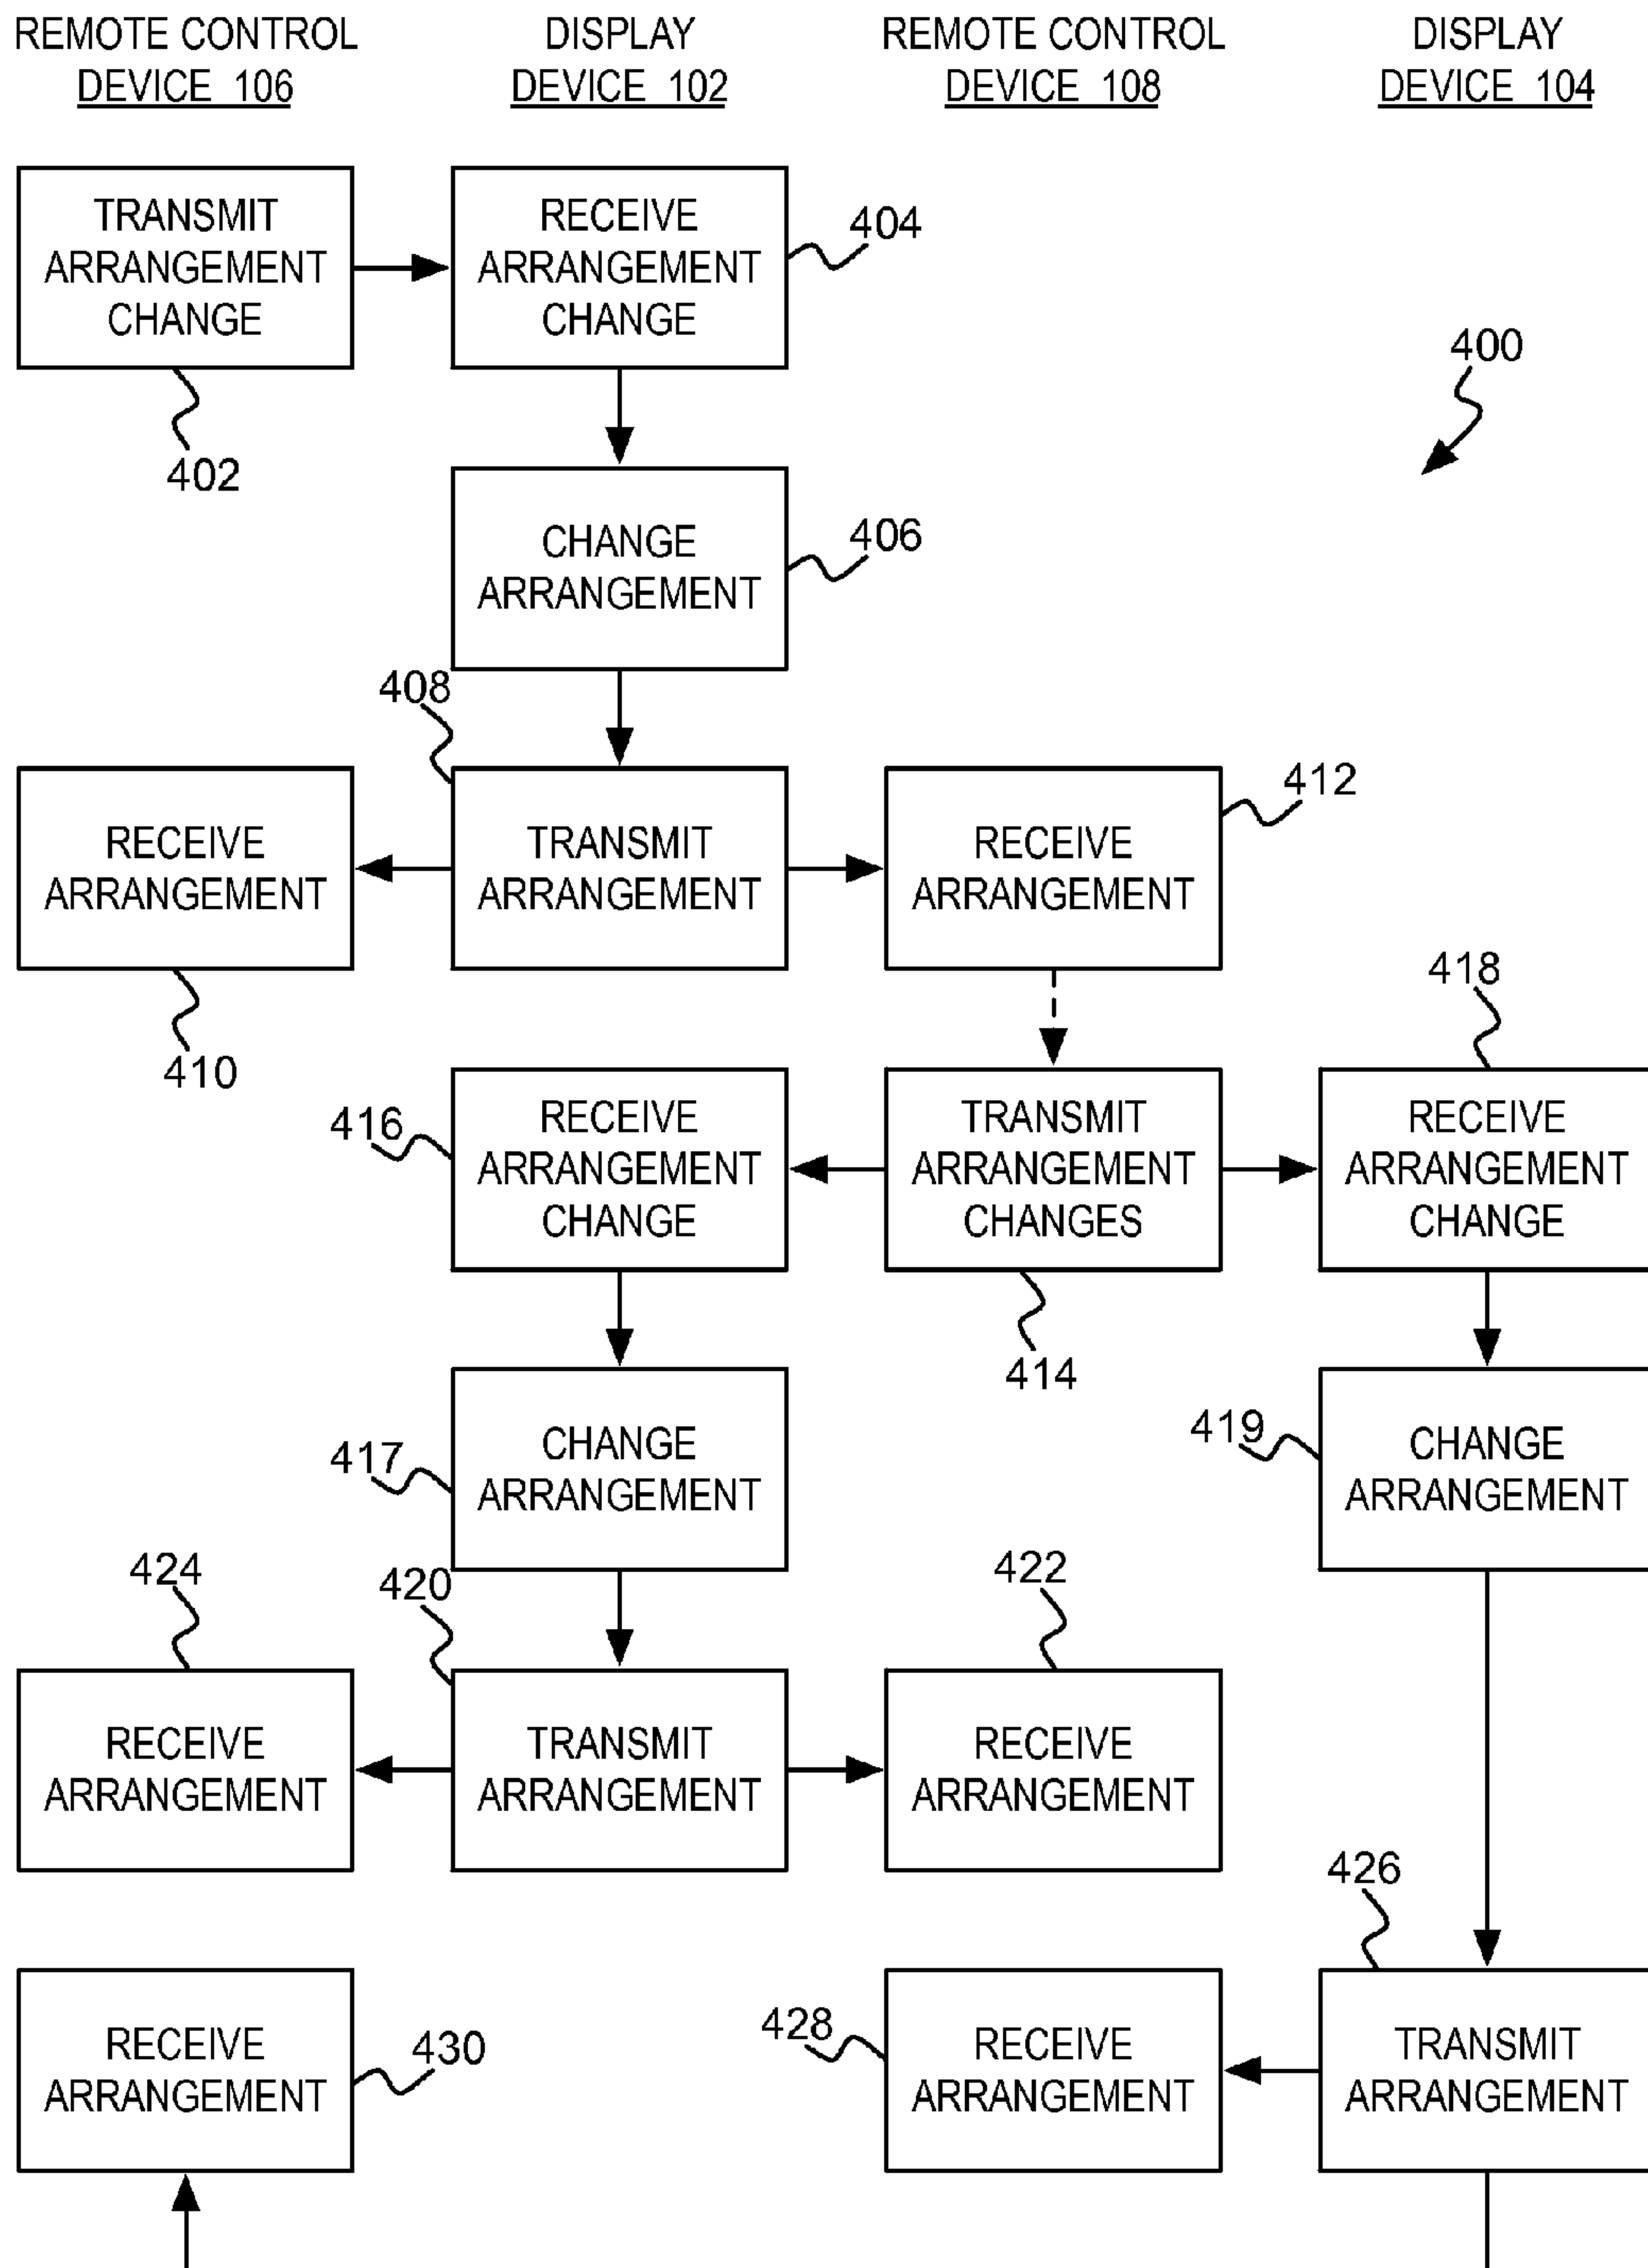 REMOTE CONTROL
DEVICE 106
DISPLAY
DEVICE 102
REMOTE CONTROL
DEVICE 108
DISPLAY
DEVICE 104
TRANSMIT
ARRANGEMENT
CHANGE
402
RECEIVE
ARRANGEMENT
CHANGE
404
400
CHANGE
ARRANGEMENT
406
408
RECEIVE
ARRANGEMENT
410
TRANSMIT
ARRANGEMENT
RECEIVE
ARRANGEMENT
412
418
416
RECEIVE
ARRANGEMENT
CHANGE
TRANSMIT
ARRANGEMENT
CHANGES
414
RECEIVE
ARRANGEMENT
CHANGE
417
CHANGE
ARRANGEMENT
419
CHANGE
ARRANGEMENT
424
420
422
RECEIVE
ARRANGEMENT
TRANSMIT
ARRANGEMENT
RECEIVE
ARRANGEMENT
426
RECEIVE
ARRANGEMENT
430
428
RECEIVE
ARRANGEMENT
TRANSMIT
ARRANGEMENT